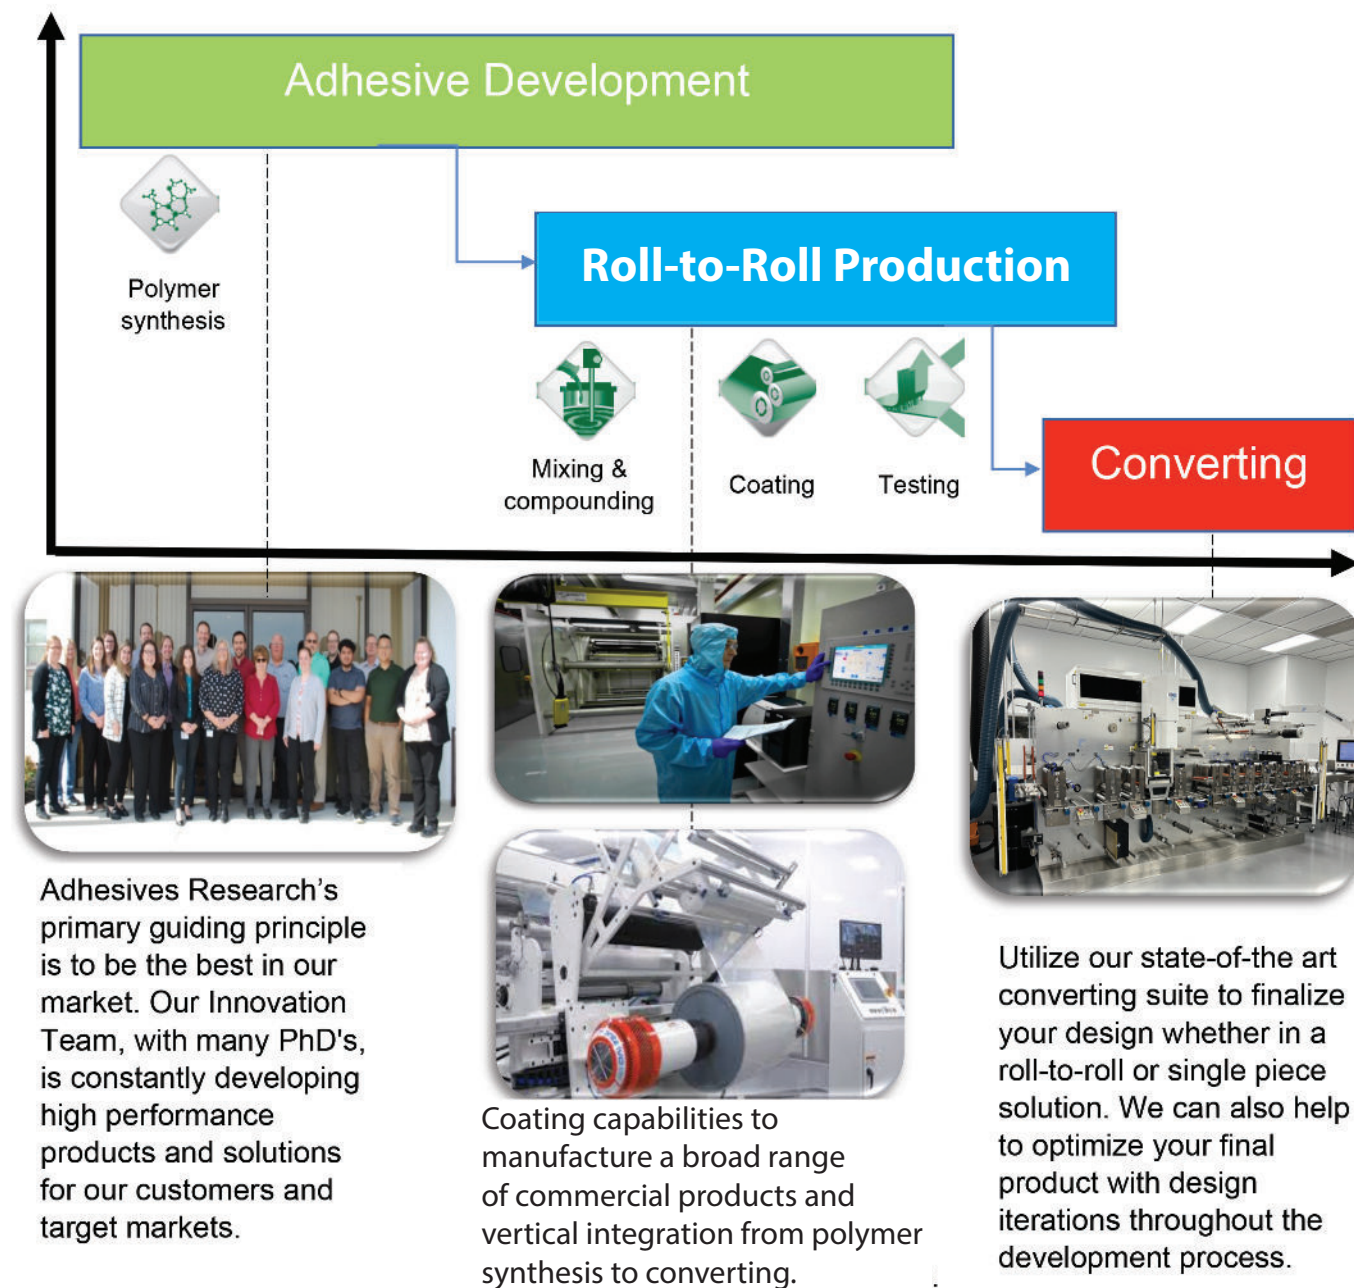 Adhesive Development
Polymer
synthesis
Roll-to-Roll Production
Mixing &
compounding
Coating
Testing
Converting
Adhesives Research's
primary guiding principle
is to be the best in our
market. Our Innovation
Team, with many PhD's,
is constantly developing
high performance
products and solutions
for our customers and
target markets.
Coating capabilities to
manufacture a broad range
of commercial products and
vertical integration from polymer
synthesis to converting.
Utilize our state-of-the art
converting suite to finalize
your design whether in a
roll-to-roll or single piece
solution. We can also help
to optimize your final
product with design
iterations throughout the
development process.